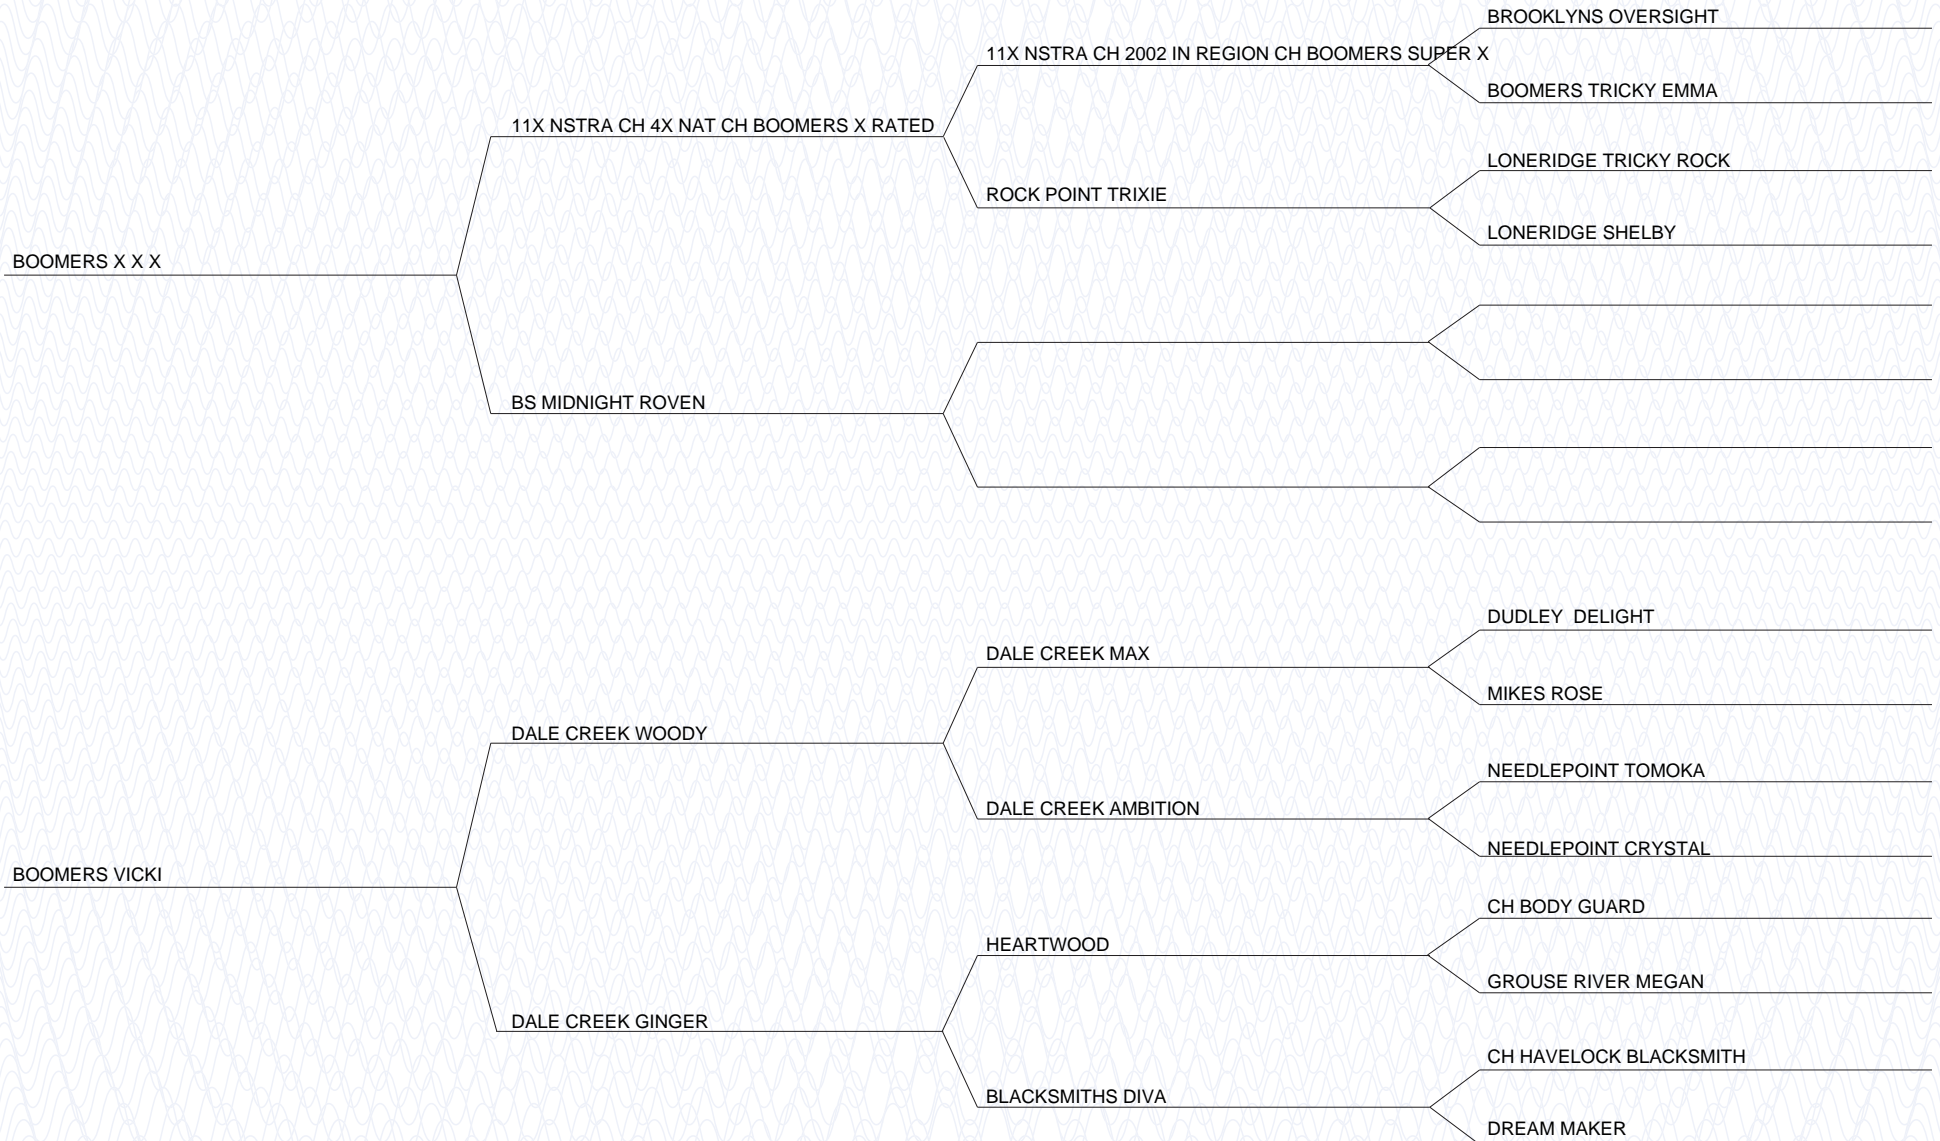 BROOKLYNS OVERSIGHT
11X NSTRA CH 2002 IN REGION CH BOOMERS SUPER X
BOOMERS TRICKY EMMA
11X NSTRA CH 4X NAT CH BOOMERS X RATED
LONERIDGE TRICKY ROCK
ROCK POINT TRIXIE
LONERIDGE SHELBY
BOOMERS X X X
BS MIDNIGHT ROVEN
DUDLEY  DELIGHT
DALE CREEK MAX
MIKES ROSE
DALE CREEK WOODY
NEEDLEPOINT TOMOKA
DALE CREEK AMBITION
NEEDLEPOINT CRYSTAL
BOOMERS VICKI
CH BODY GUARD
HEARTWOOD
GROUSE RIVER MEGAN
DALE CREEK GINGER
CH HAVELOCK BLACKSMITH
BLACKSMITHS DIVA
DREAM MAKER